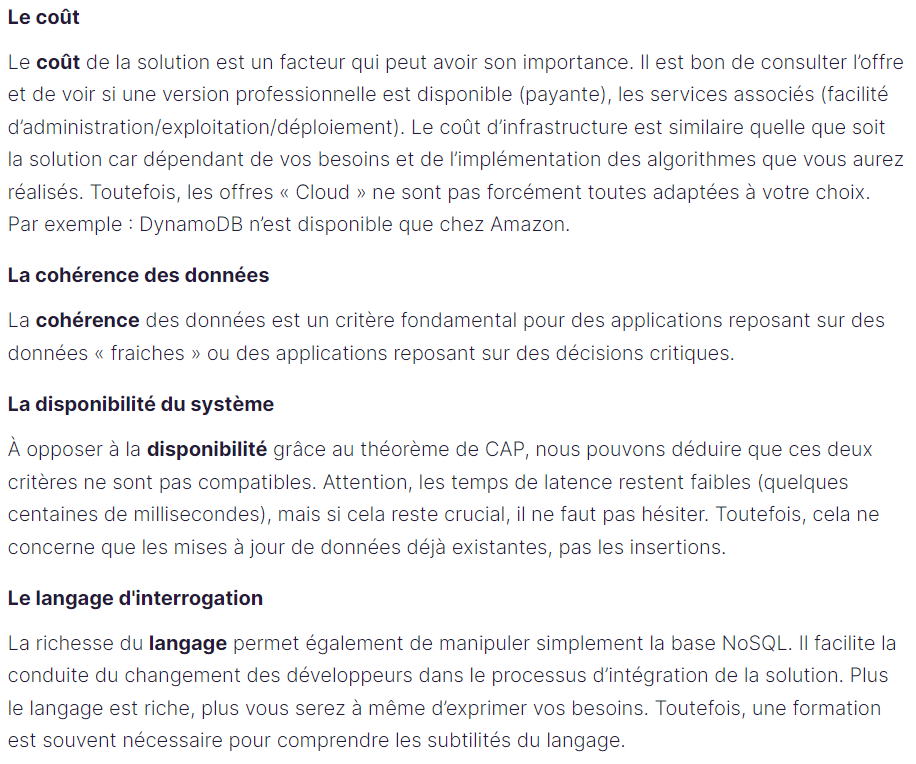 Le coût
Le coût de la solution est un facteur qui peut avoir son importance. Il est bon de consulter l’offre
et de voir si une version professionnelle est disponible (payante), les services associés (facilité
d’administration/exploitation/déploiement). Le coût d’infrastructure est similaire quelle que soit
la solution car dépendant de vos besoins et de l’implémentation des algorithmes que vous aurez
réalisés. Toutefois, les offres « Cloud » ne sont pas forcément toutes adaptées à votre choix.
Par exemple : DynamoDB n’est disponible que chez Amazon.
La cohérence des données
La cohérence des données est un critère fondamental pour des applications reposant sur des
données « fraiches » ou des applications reposant sur des décisions critiques.
La disponibilité du système
À opposer à la disponibilité grâce au théorème de CAP, nous pouvons déduire que ces deux
critères ne sont pas compatibles. Attention, les temps de latence restent faibles (quelques
centaines de millisecondes), mais si cela reste crucial, il ne faut pas hésiter. Toutefois, cela ne
concerne que les mises à jour de données déjà existantes, pas les insertions.
Le langage d'interrogation
La richesse du langage permet également de manipuler simplement la base NoSQL. Il facilite la
conduite du changement des développeurs dans le processus d’intégration de la solution. Plus
le langage est riche, plus vous serez à même d’exprimer vos besoins. Toutefois, une formation
est souvent nécessaire pour comprendre les subtilités du langage.